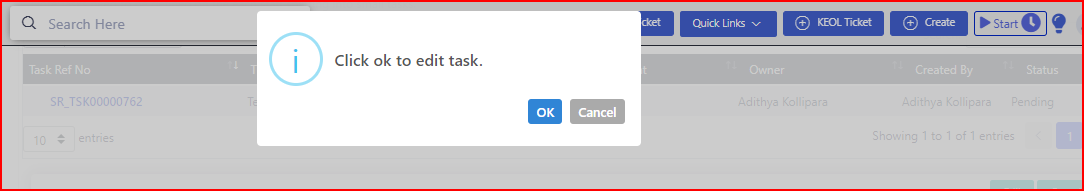 Search Here
cket
Quick Links
KEOL Ticket
Create
Start
i
Click ok to edit task.
OK
Cancel
Task Ref No
T
t
Owner
Created By
Status
SR_TSK00000762
Te
Adithya Kollipara
Adithya Kollipara
Pending
10
entries
Showing 1 to 1 of 1 entries
1